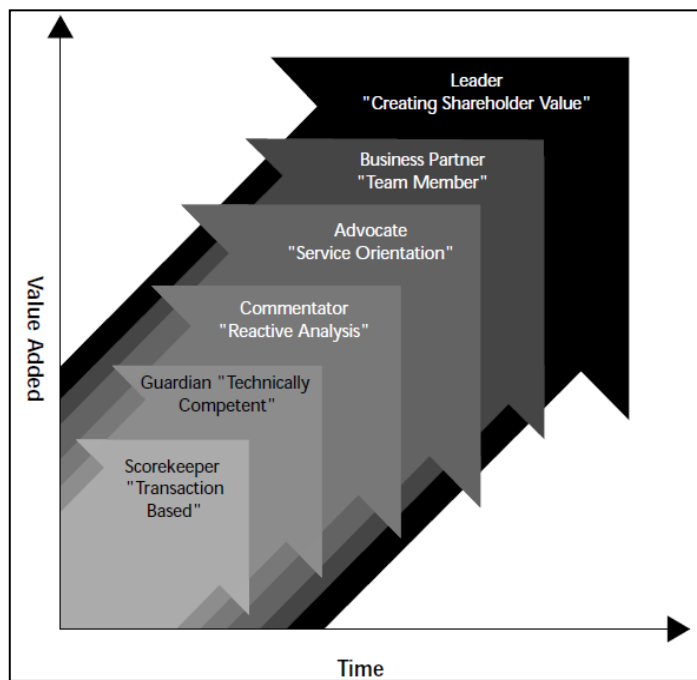 Leader
"Creating Shareholder Value"
Business Partner
"Team Member"
Advocate
"Service Orientation"
Commentator
"Reactive Analysis"
Guardian "Technically
Competent"
Scorekeeper
"Transaction
Based"
Value Added
Time